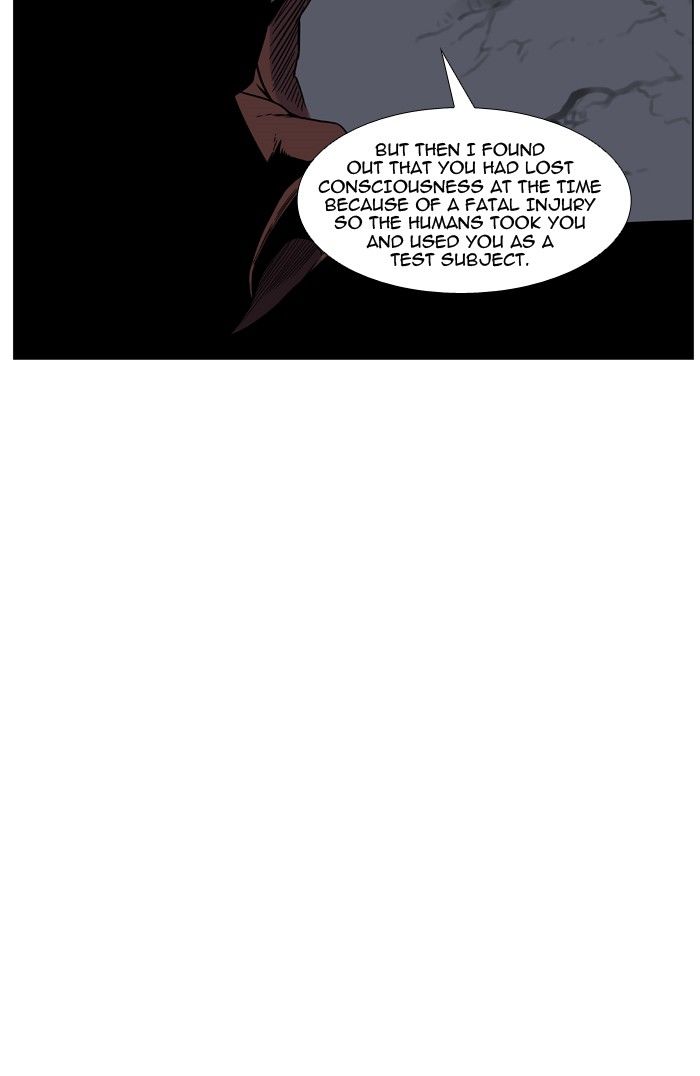 BUT THEN I FOUND
OUT THAT YOU HAD LOST
CONSCIOUSNESS AT THE TIME
BECAUSE OF A FATAL INJURY
SO THE HUMANS TOOK YOU
AND USED YOU AS A
TEST SUBJECT.